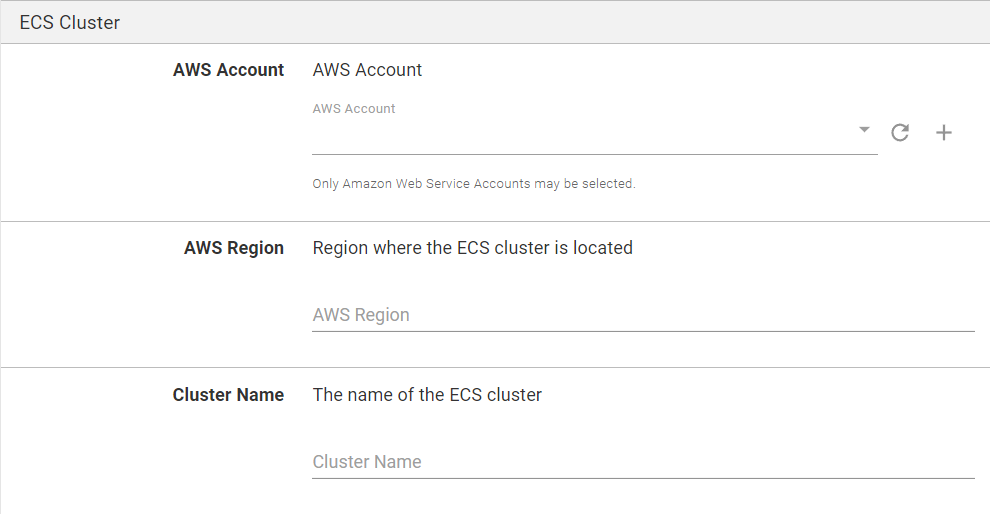 ECS Cluster
AWS Account AWS Account
AWS Account
Only Amazon Web Service Accounts may be selected.
AWS Region Region where the ECS cluster is located
AWS Region
Cluster Name The name of the ECS cluster
Cluster Name